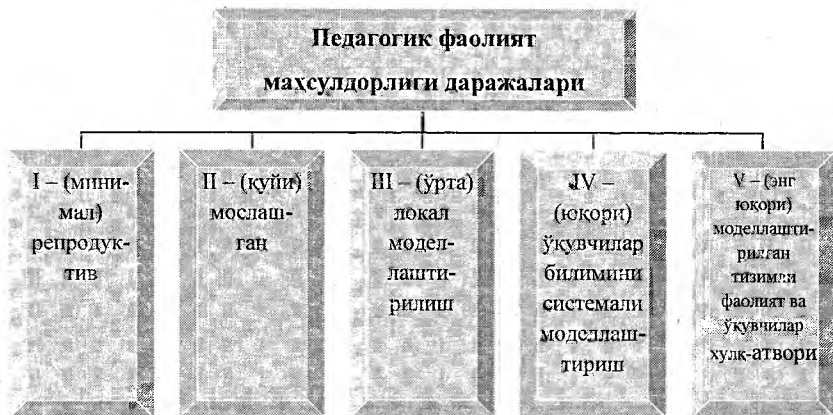 Педагогик фаолият
маҳсулдорлиги даражалари
I – (мини-
мал)
репродук-
тив
II – (қуйи)
мослаш-
ган
III – (ўрта)
локал
модел-
лашти-
рилиш
IV –
(юқори)
ўқувчилар
билимини
системали
моделлаш-
тириш
V – (энг
юқори)
моделлашти-
рилган
тизимли
фаолият ва
ўқувчилар
хулқ-атвори